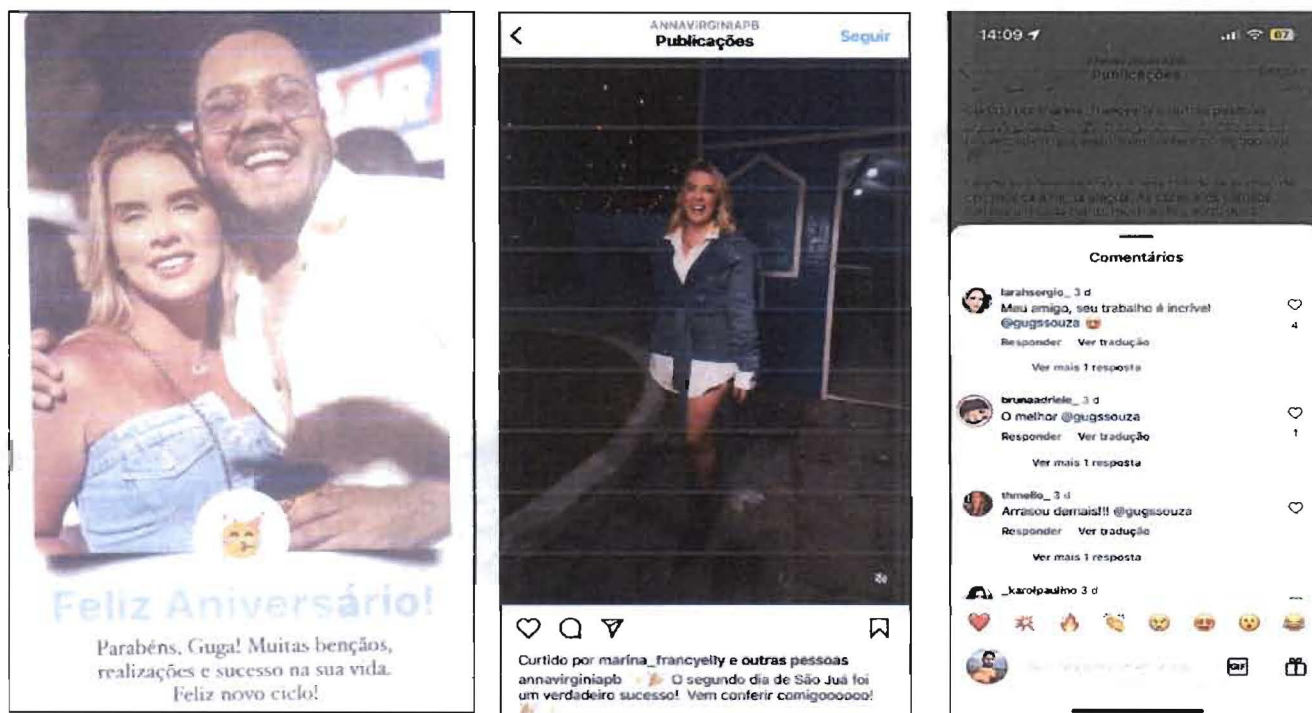 Feliz Aniversário!
Parabéns, Guga! Muitas bençãos,
realizações e sucesso na sua vida.
Feliz novo ciclo!
ANNAVIRGINIAPB
Publicações
Seguir
Curtido por marina_francyelly e outras pessoas
annavirginiapb O segundo dia de São Juá foi
um verdadeiro sucesso! Vem conferir comigooooo!
14:09
67
Publicações
Comentários
larahsergio_ 3 d
Meu amigo, seu trabalho é incrível
@gugssouza
4
Responder Ver tradução
Ver mais 1 resposta
brunaadriele_ 3 d
O melhor @gugssouza
1
Responder Ver tradução
Ver mais 1 resposta
thmello_ 3 d
Arrasou demais!!! @gugssouza
Responder Ver tradução
Ver mais 1 resposta
_karolpaulino 3 d
GIF